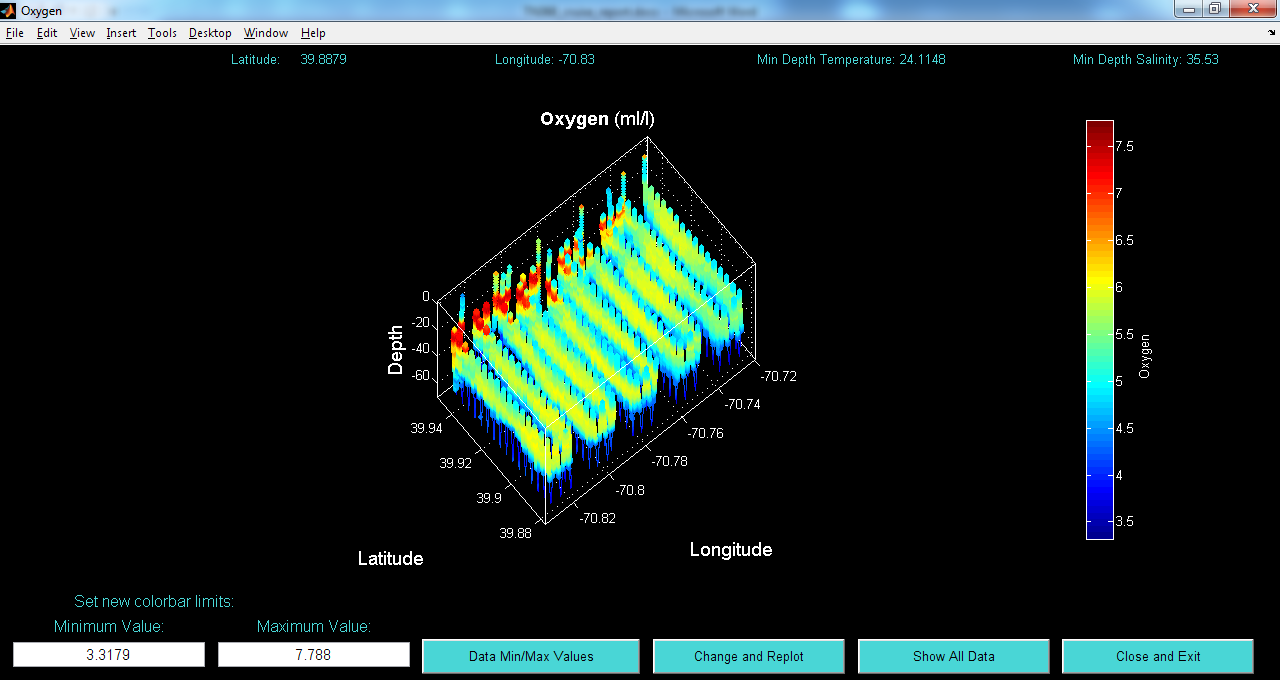 Oxygen
File Edit View Insert Tools Desktop Window Help
Latitude: 39.8879 Longitude: -70.83 Min Depth Temperature: 24.1148 Min Depth Salinity: 35.53
Oxygen (ml/l)
7.5
7
6.5
6
5.5
5
4.5
4
3.5
Oxygen
0
-20
-40
-60
Depth
39.94
39.92
39.9
39.88
Latitude
-70.72
-70.74
-70.76
-70.78
-70.8
-70.82
Longitude
Set new colorbar limits:
Minimum Value: Maximum Value:
3.3179 7.788 Data Min/Max Values Change and Replot Show All Data Close and Exit